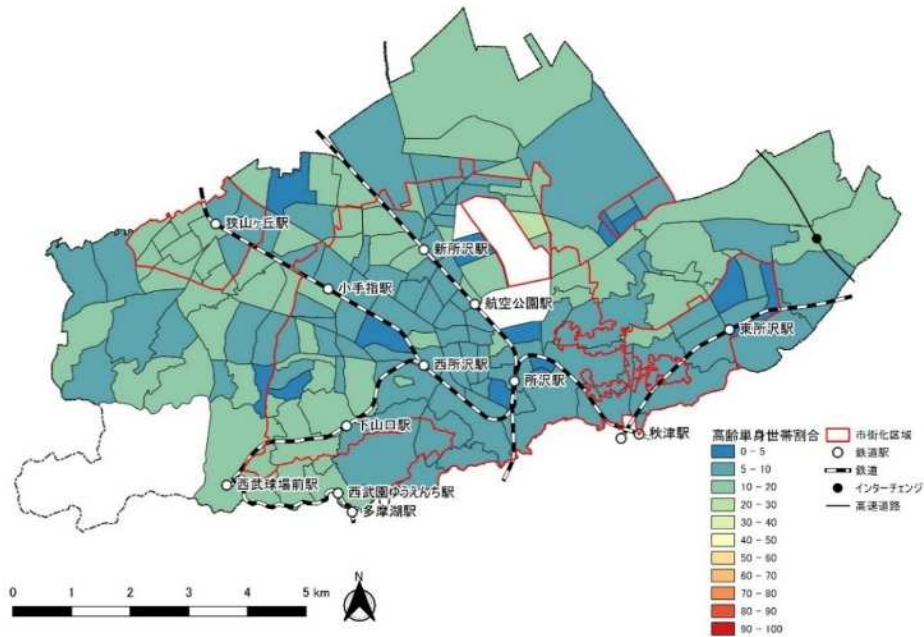 狭山ヶ丘駅
新所沢駅
小手指駅
航空公園駅
東所沢駅
西所沢駅
所沢駅
下山口駅
秋津駅
西武球場前駅
西武園ゆうえんち駅
多摩湖駅
高齢単身世帯割合
0 - 5
5 - 10
10 - 20
20 - 30
30 - 40
40 - 50
50 - 60
60 - 70
70 - 80
80 - 90
90 - 100
市街化区域
鉄道駅
鉄道
インターチェンジ
高速道路
0 1 2 3 4 5 km
N